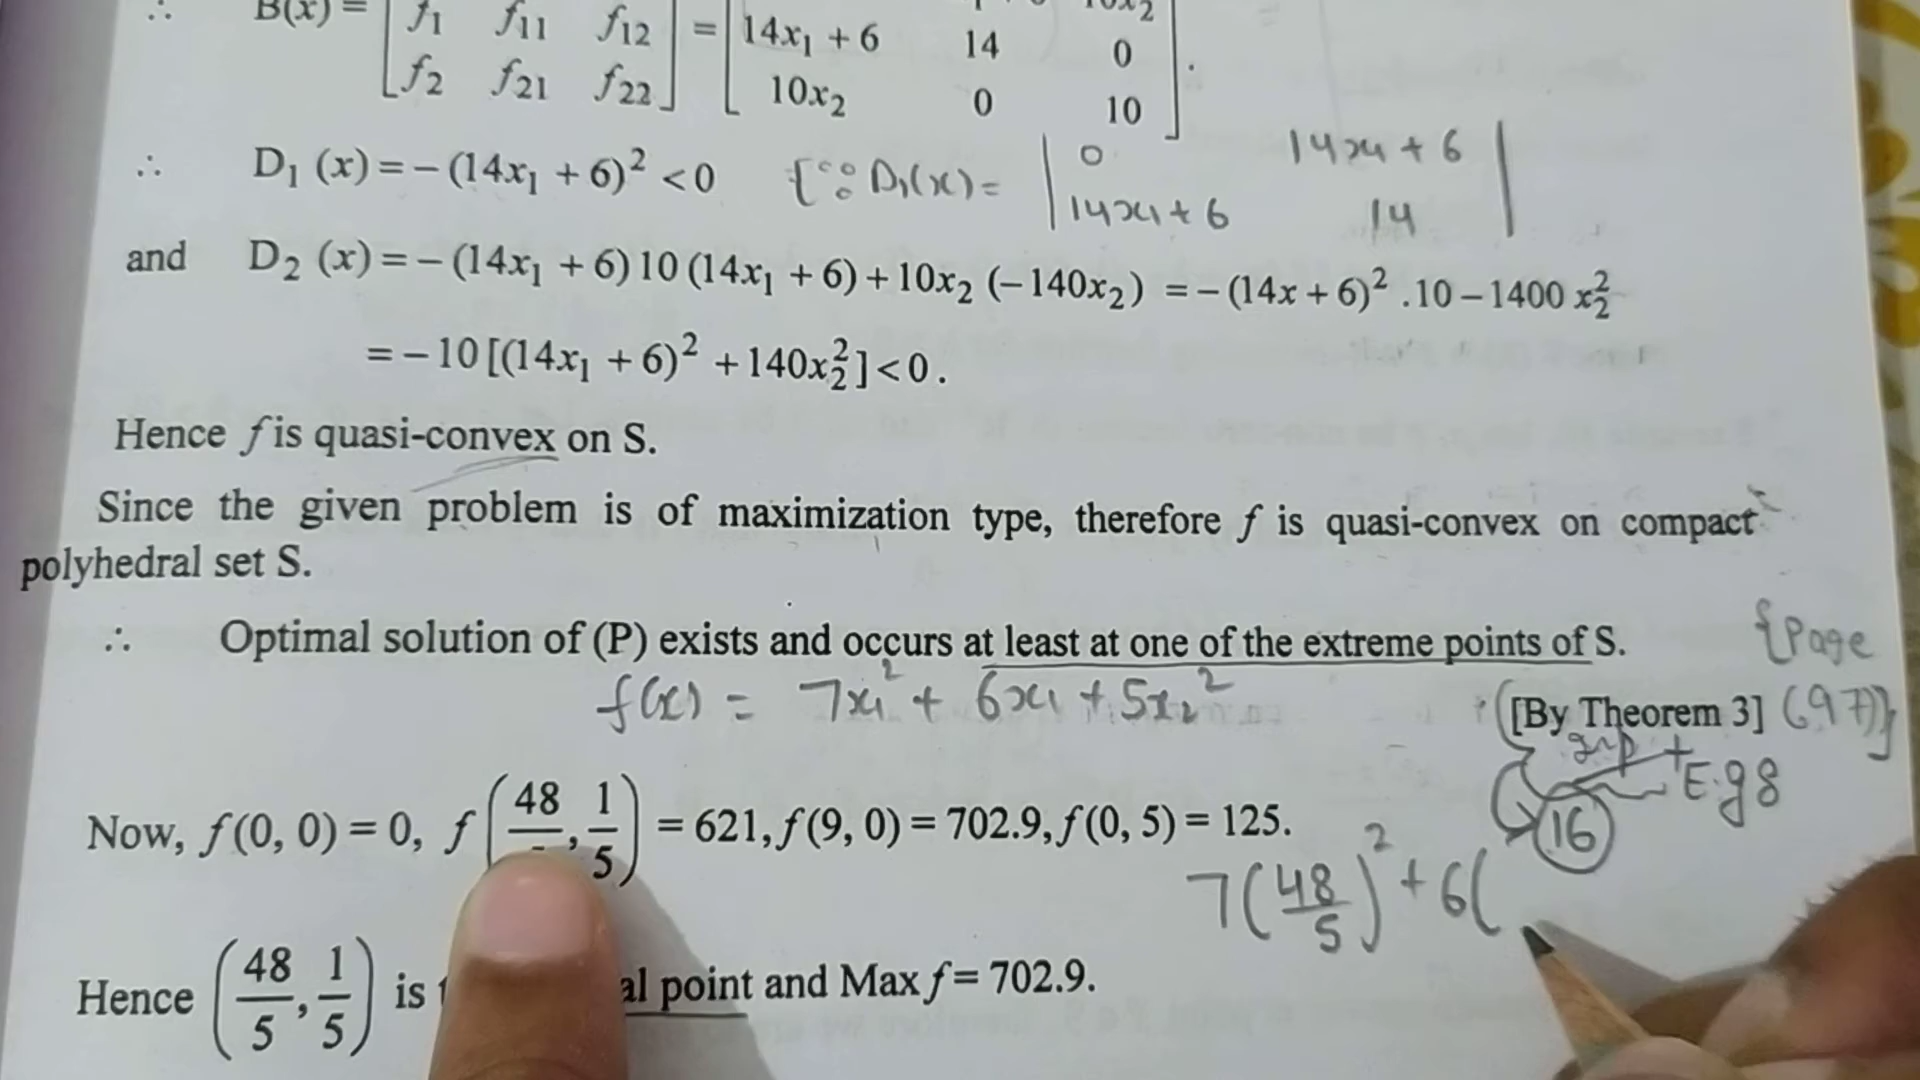 ∴ B(x) = [f1 f11 f12 = 14x1 + 6 14 0
f2 f21 f22] 10x2 0 10] .
∴ D1 (x) = − (14x1 + 6)² < 0 {∵ D1(x) = | 0 14x1 + 6 |
| 14x1 + 6 14 |
and D2 (x) = − (14x1 + 6) 10 (14x1 + 6) + 10x2 (− 140x2) = − (14x + 6)² . 10 − 1400 x2²
= − 10 [(14x1 + 6)² + 140x2²] < 0 .
Hence f is quasi-convex on S.
Since the given problem is of maximization type, therefore f is quasi-convex on compact
polyhedral set S.
∴ Optimal solution of (P) exists and occurs at least at one of the extreme points of S. {Page
f(x) = 7x1² + 6x1 + 5x2² [By Theorem 3] (97)}
imp + E.g 8
16
Now, f(0, 0) = 0, f (48/, 1/5) = 621, f(9, 0) = 702.9, f(0, 5) = 125.
7(48/5)² + 6(
Hence (48/5, 1/5) is al point and Max f = 702.9.